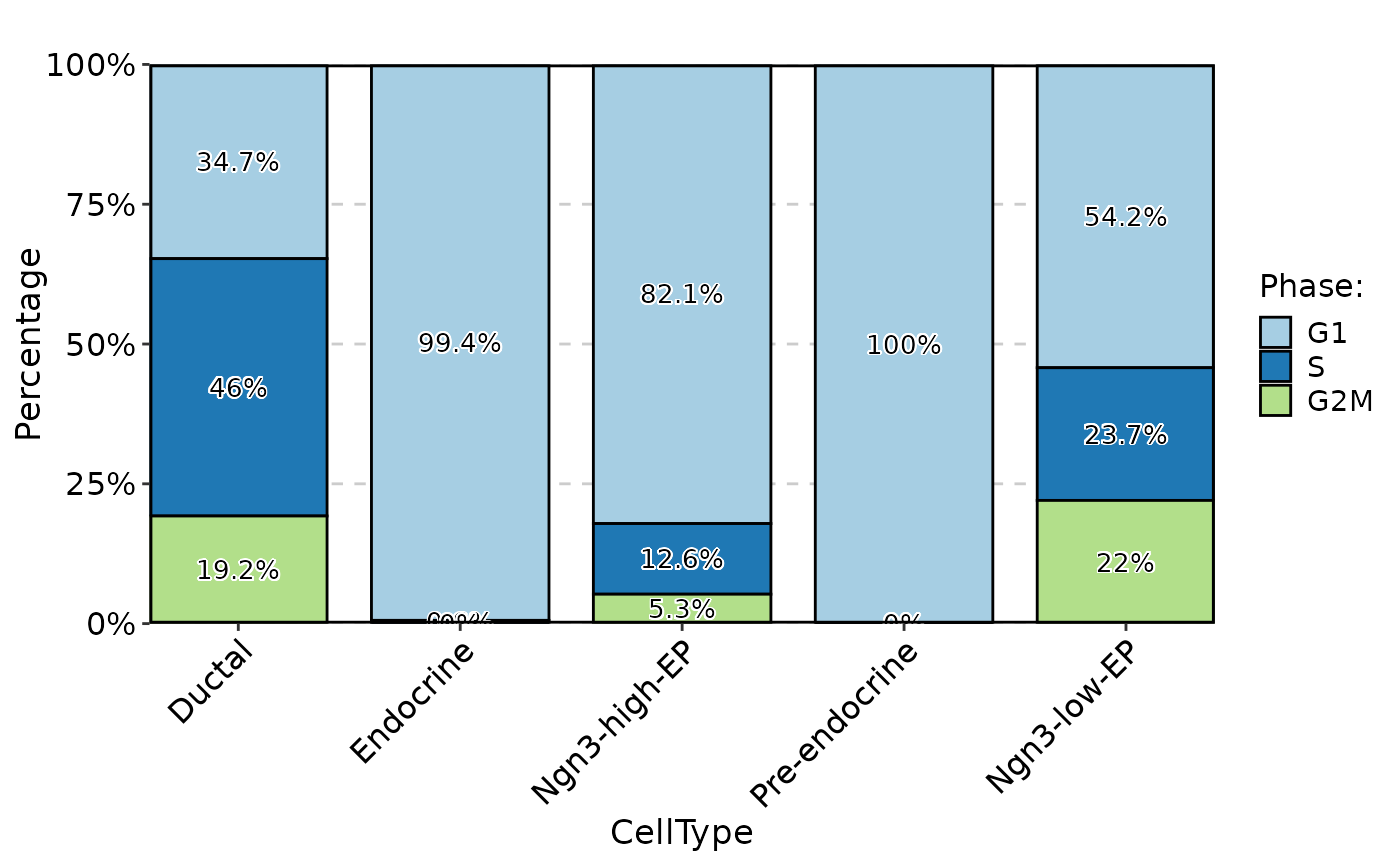 100%
75%
50%
25%
0%
Percentage
34.7%
46%
19.2%
99.4%
82.1%
12.6%
5.3%
100%
0%
54.2%
23.7%
22%
Ductal
Endocrine
Ngn3-high-EP
Pre-endocrine
Ngn3-low-EP
CellType
Phase:
G1
S
G2M